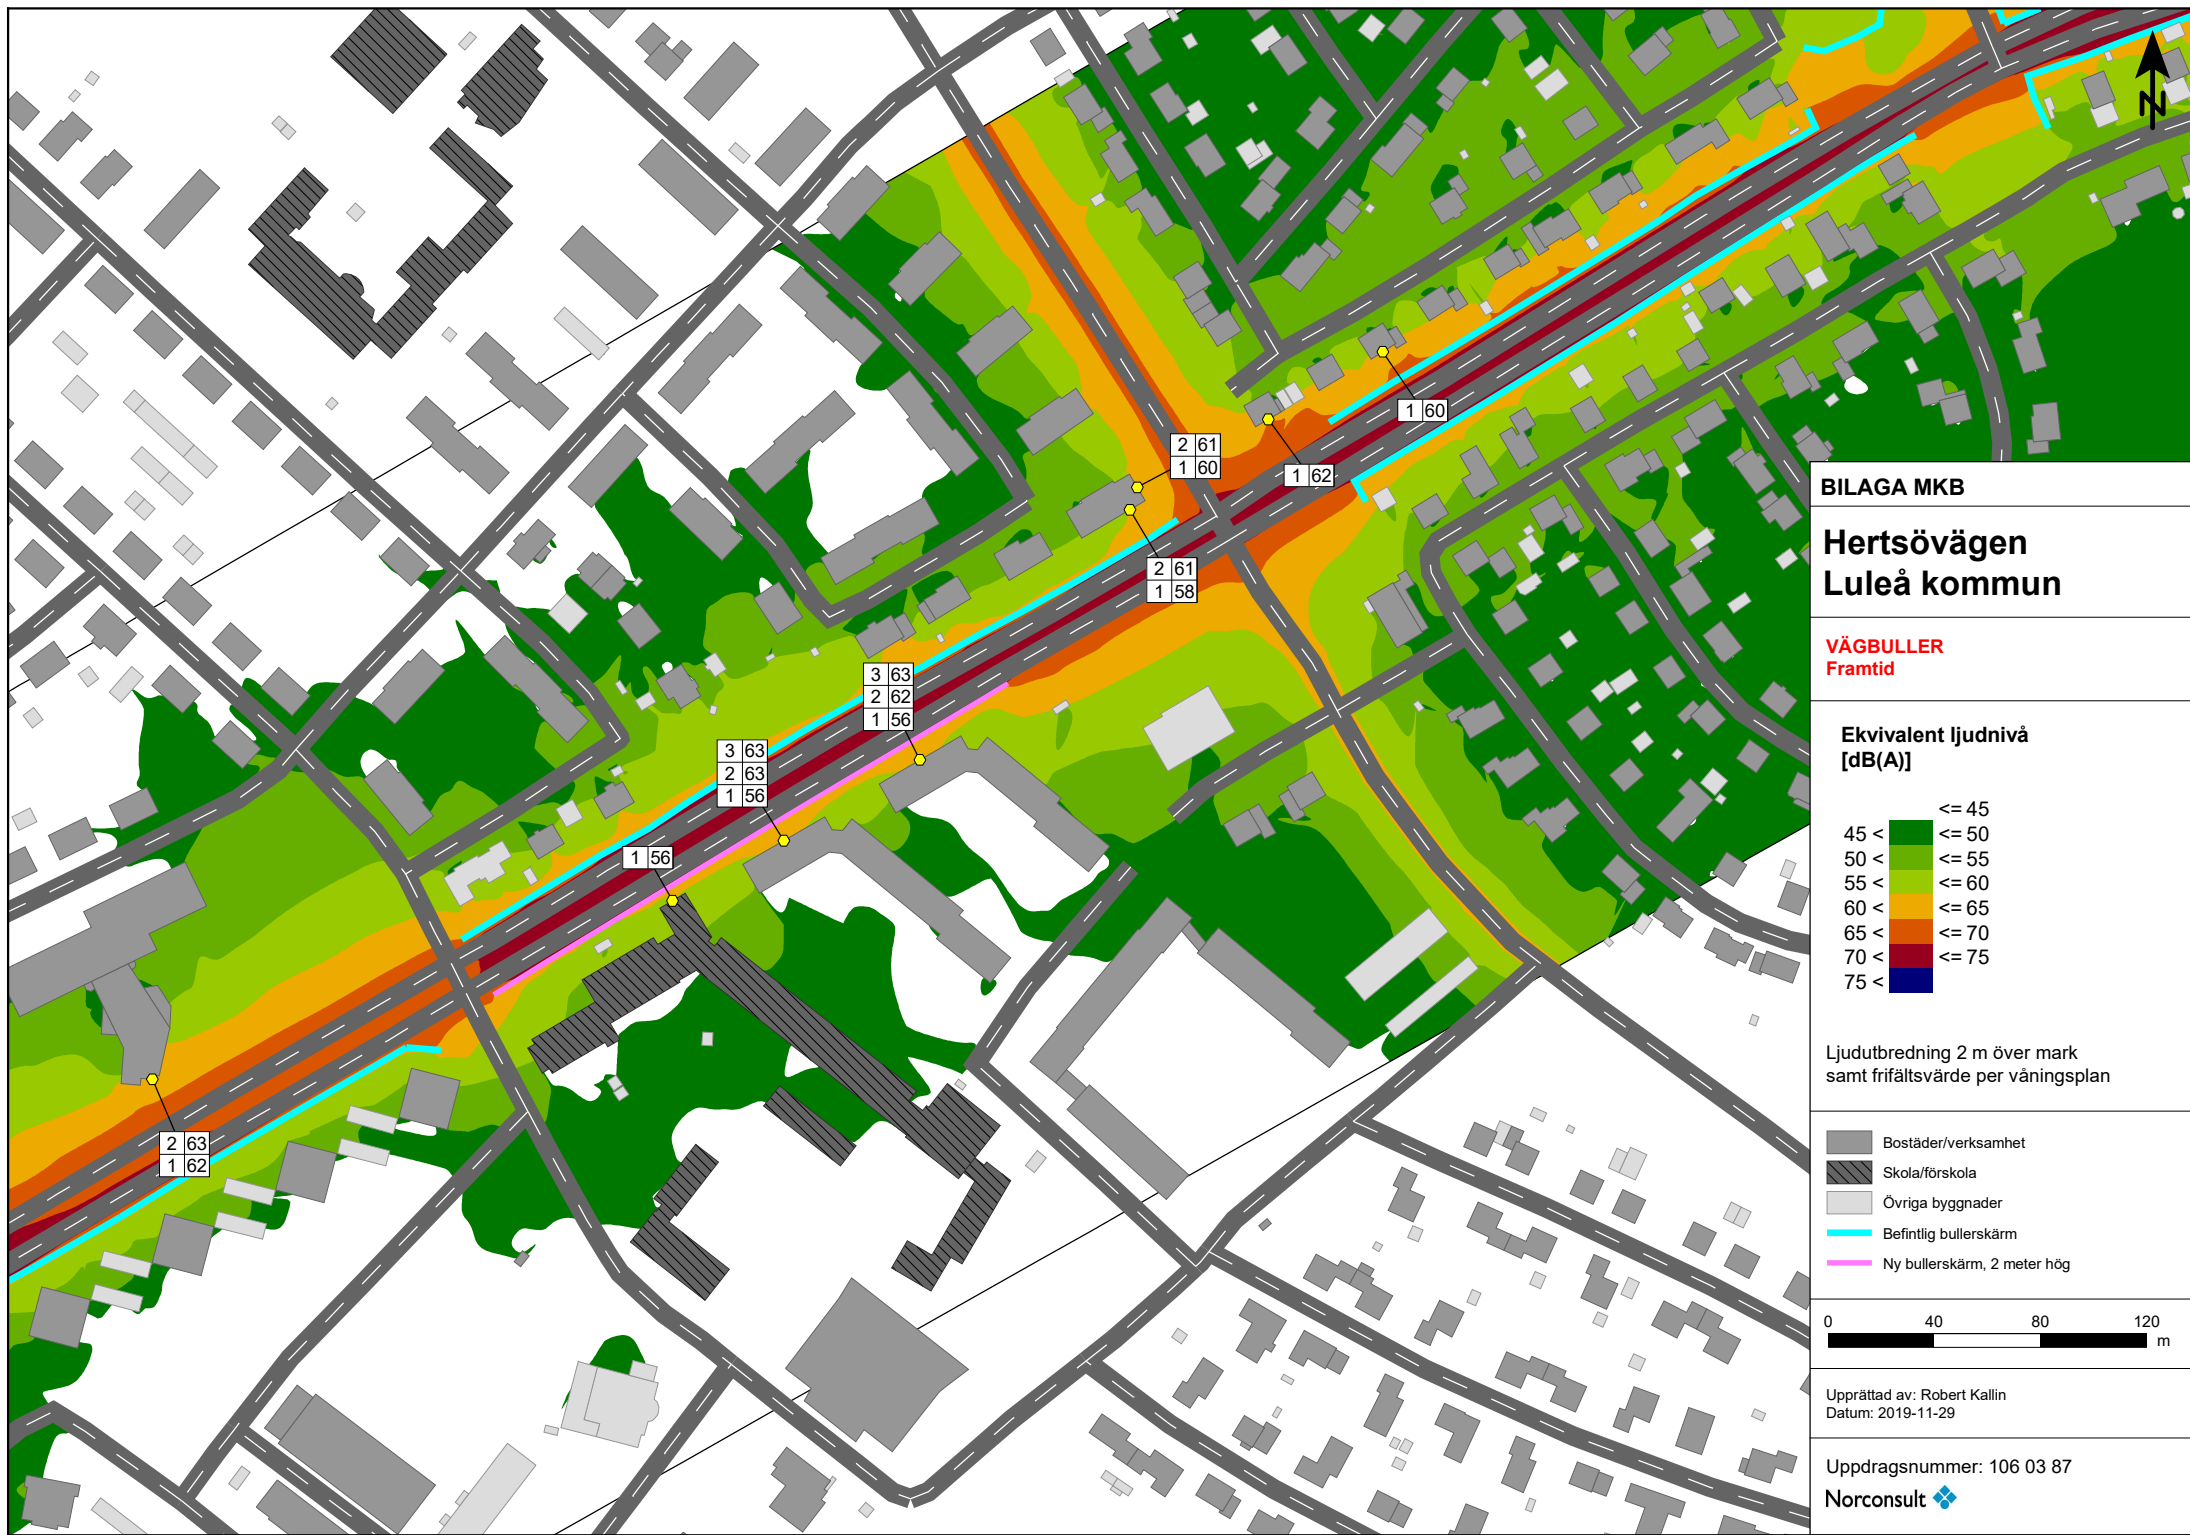 1 60
2 61
1 60
1 62
2 61
1 58
3 63
2 62
1 56
3 63
2 63
1 56
1 56
2 63
1 62
N
BILAGA MKB
Hertsövägen
Luleå kommun
VÄGBULLER
Framtid
Ekvivalent ljudnivå
[dB(A)]
<= 45
45 < <= 50
50 < <= 55
55 < <= 60
60 < <= 65
65 < <= 70
70 < <= 75
75 <
Ljudutbredning 2 m över mark
samt frifältsvärde per våningsplan
Bostäder/verksamhet
Skola/förskola
Övriga byggnader
Befintlig bullerskärm
Ny bullerskärm, 2 meter hög
0 40 80 120
m
Upprättad av: Robert Kallin
Datum: 2019-11-29
Uppdragsnummer: 106 03 87
Norconsult